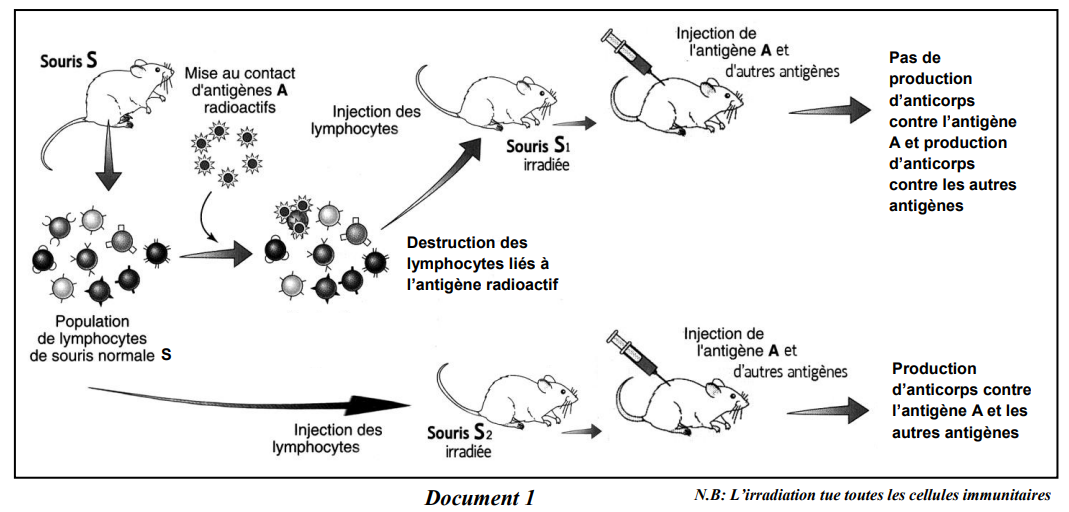 Souris S
Mise au contact
d'antigènes A
radioactifs
Injection des
lymphocytes
Souris S1
irradiée
Injection de
l'antigène A et
d'autres antigènes
Pas de
production
d'anticorps
contre l'antigène
A et production
d'anticorps
contre les autres
antigènes
Destruction des
lymphocytes liés à
l'antigène radioactif
Population
de lymphocytes
de souris normale S
Injection des
lymphocytes
Souris S2
irradiée
Injection de
l'antigène A et
d'autres antigènes
Production
d'anticorps contre
l'antigène A et les
autres antigènes
Document 1
N.B: L'irradiation tue toutes les cellules immunitaires